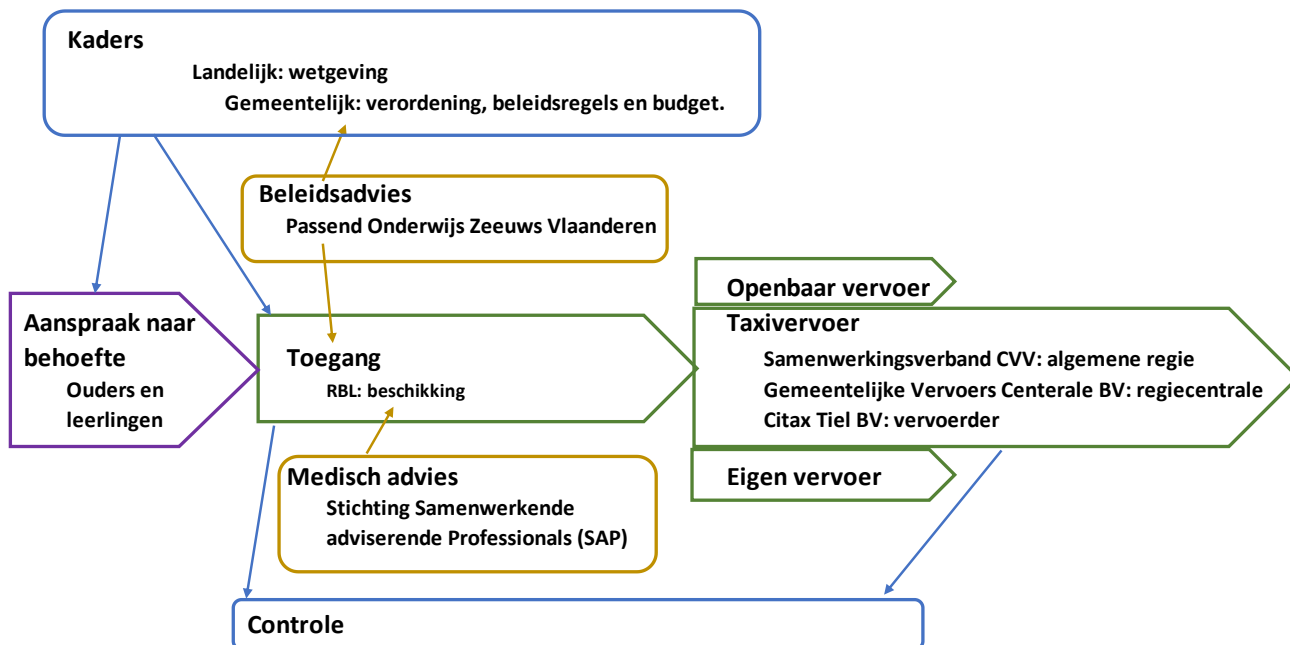 Kaders
Landelijk: wetgeving
Gemeentelijk: verordening, beleidsregels en budget.
Beleidsadvies
Passend Onderwijs Zeeuws Vlaanderen
Aanspraak naar
behoefte
Ouders en
leerlingen
Toegang
RBL: beschikking
Medisch advies
Stichting Samenwerkende
adviserende Professionals (SAP)
Openbaar vervoer
Taxivervoer
Samenwerkingsverband CVV: algemene regie
Gemeentelijke Vervoers Centerale BV: regiecentrale
Citax Tiel BV: vervoerder
Eigen vervoer
Controle